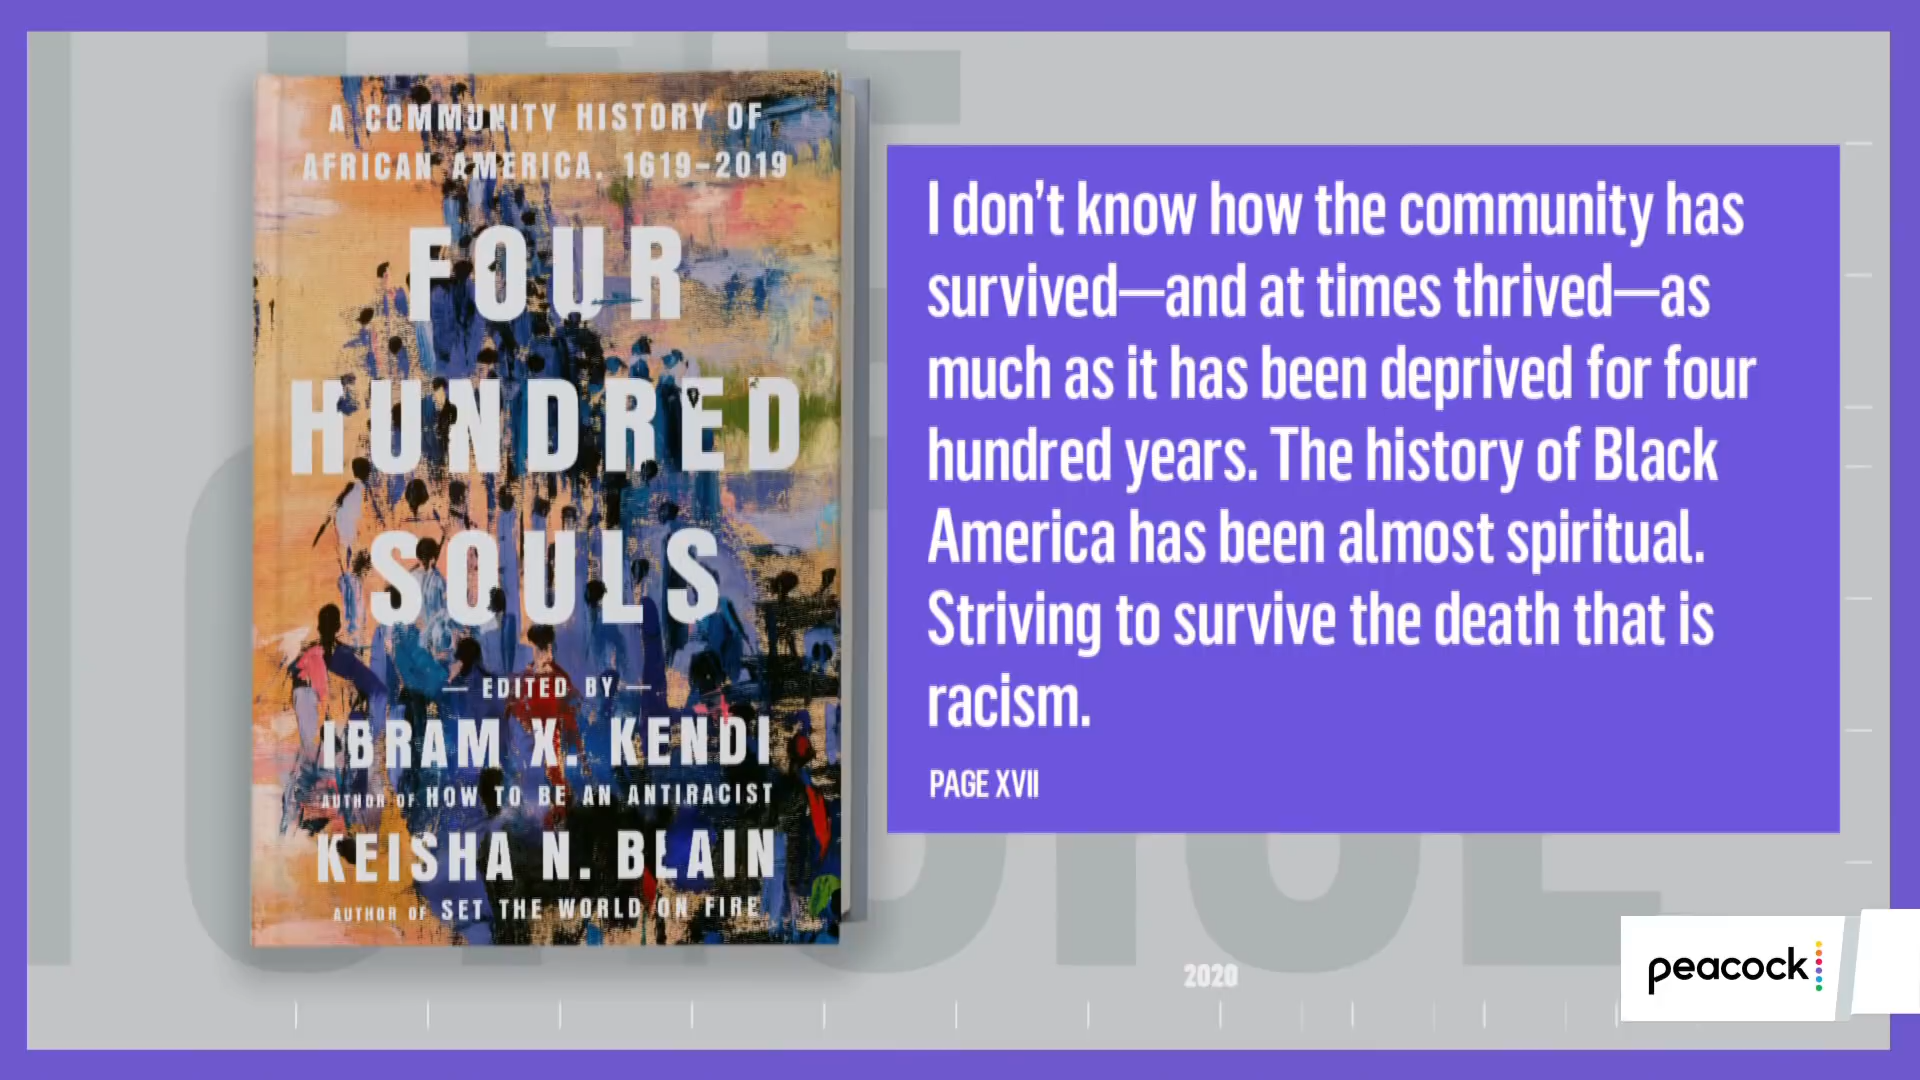 A COMMUNITY HISTORY OF
AFRICAN AMERICA, 1619–2019
FOUR
HUNDRED
SOULS
— EDITED BY —
IBRAM X. KENDI
AUTHOR OF HOW TO BE AN ANTIRACIST
KEISHA N. BLAIN
AUTHOR OF SET THE WORLD ON FIRE
I don’t know how the community has
survived—and at times thrived—as
much as it has been deprived for four
hundred years. The history of Black
America has been almost spiritual.
Striving to survive the death that is
racism.
PAGE XVII
2020
peacock